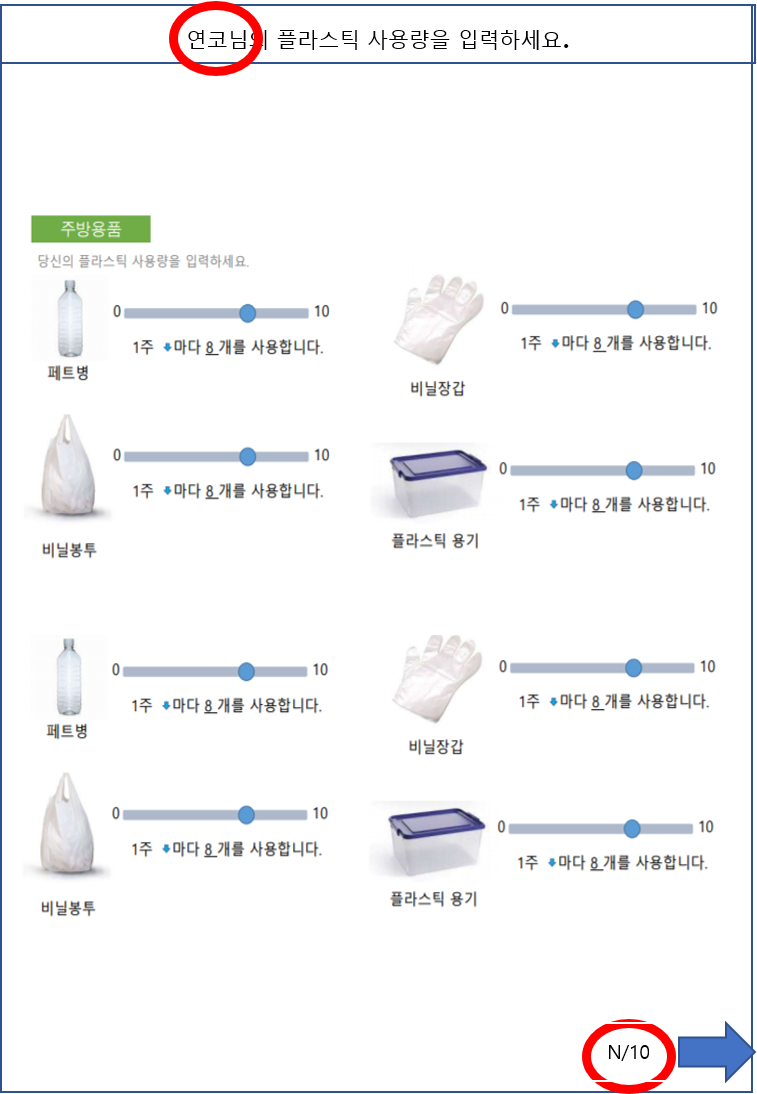 연코님의 플라스틱 사용량을 입력하세요.
주방용품
당신의 플라스틱 사용량을 입력하세요.
0 10
1주 마다 8 개를 사용합니다.
페트병
0 10
1주 마다 8 개를 사용합니다.
비닐장갑
0 10
1주 마다 8 개를 사용합니다.
비닐봉투
0 10
1주 마다 8 개를 사용합니다.
플라스틱 용기
0 10
1주 마다 8 개를 사용합니다.
페트병
0 10
1주 마다 8 개를 사용합니다.
비닐장갑
0 10
1주 마다 8 개를 사용합니다.
비닐봉투
0 10
1주 마다 8 개를 사용합니다.
플라스틱 용기
N/10